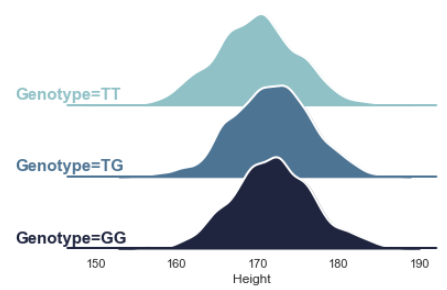 Genotype=TT
Genotype=TG
Genotype=GG
150 160 170 180 190
Height